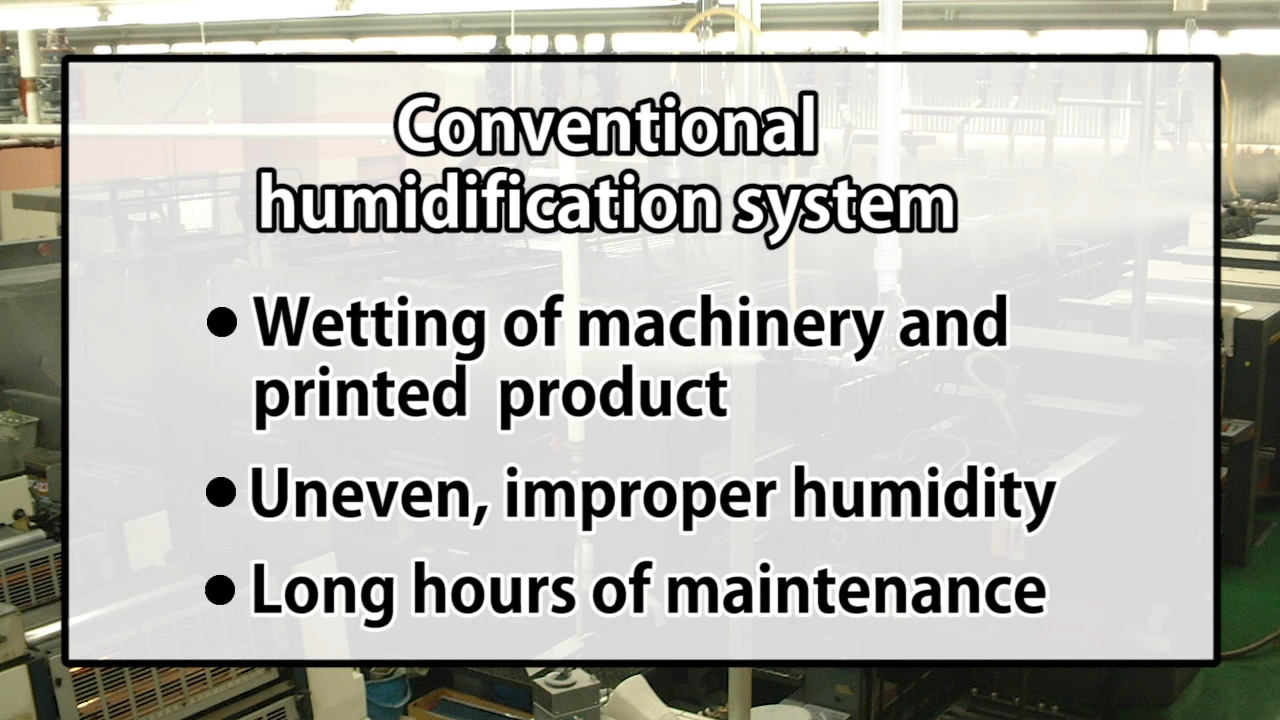 Conventional
humidification system
● Wetting of machinery and
printed product
● Uneven, improper humidity
● Long hours of maintenance